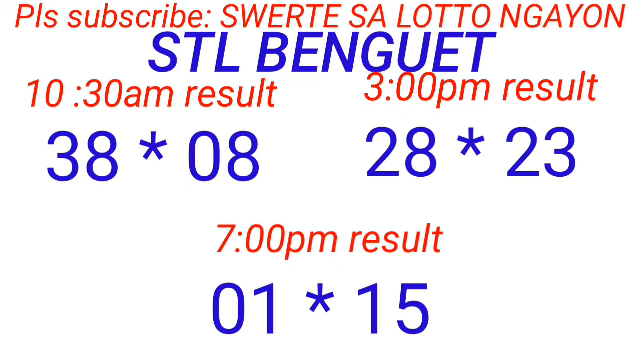 Pls subscribe: SWERTE SA LOTTO NGAYON
STL BENGUET
10 :30am result
38 * 08
3:00pm result
28 * 23
7:00pm result
01 * 15